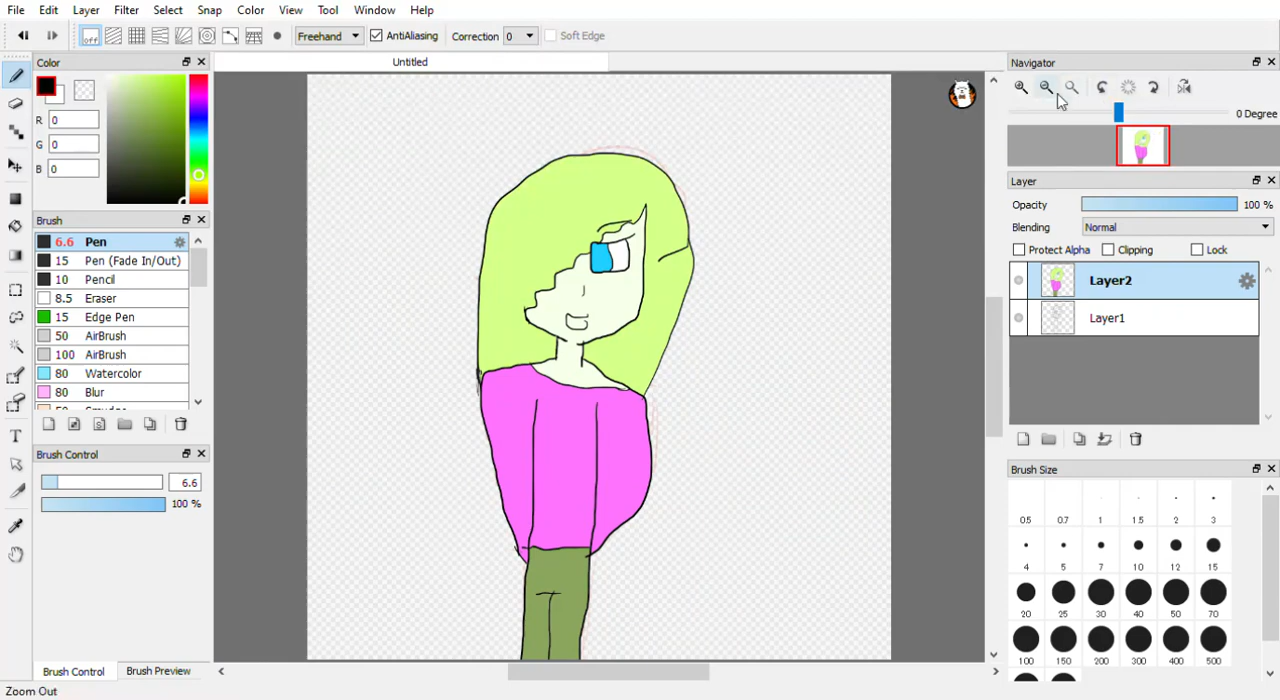 File Edit Layer Filter Select Snap Color View Tool Window Help
off Freehand AntiAliasing Correction 0 Soft Edge
Color
R 0
G 0
B 0
Brush
6.6 Pen
15 Pen (Fade In/Out)
10 Pencil
8.5 Eraser
15 Edge Pen
50 AirBrush
100 AirBrush
80 Watercolor
80 Blur
Brush Control
6.6
100 %
Brush Control Brush Preview
Zoom Out
Untitled
Navigator
0 Degree
Layer
Opacity 100 %
Blending Normal
Protect Alpha Clipping Lock
Layer2
Layer1
Brush Size
0.5 0.7 1 1.5 2 3
4 5 7 10 12 15
20 25 30 40 50 70
100 150 200 300 400 500
T